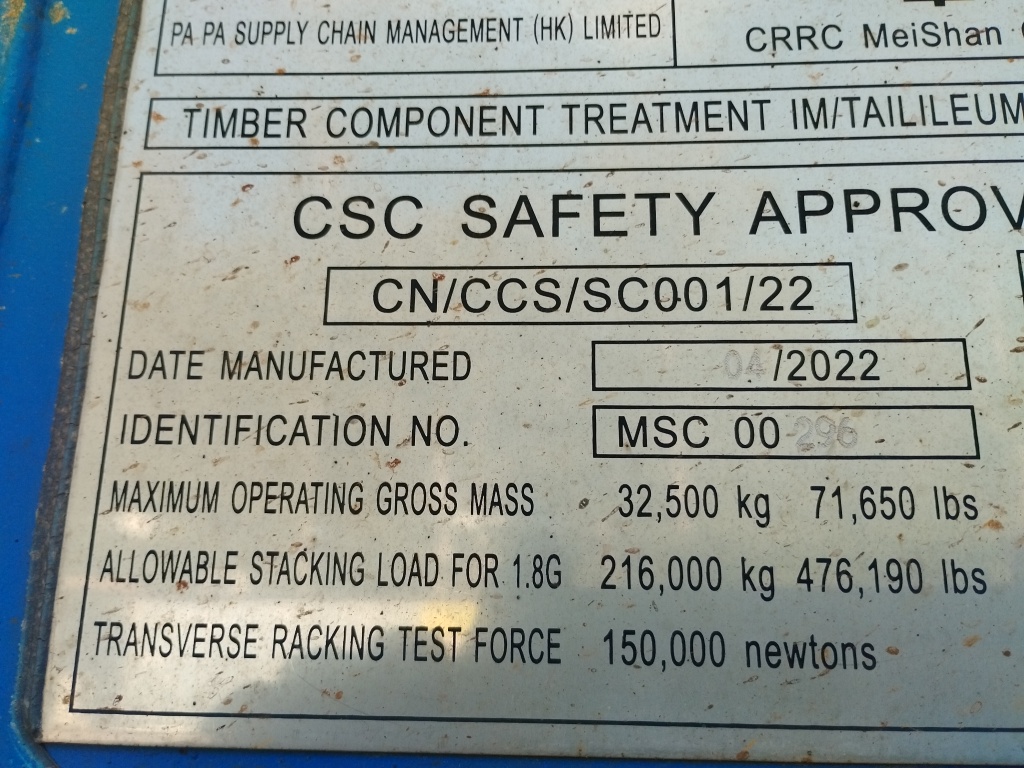 PA PA SUPPLY CHAIN MANAGEMENT (HK) LIMITED
CRRC MeiShan
TIMBER COMPONENT TREATMENT IM/TAILILEUM
CSC SAFETY APPROV
CN/CCS/SC001/22
DATE MANUFACTURED 04/2022
IDENTIFICATION NO. MSC 00296
MAXIMUM OPERATING GROSS MASS 32,500 kg 71,650 lbs
ALLOWABLE STACKING LOAD FOR 1.8G 216,000 kg 476,190 lbs
TRANSVERSE RACKING TEST FORCE 150,000 newtons